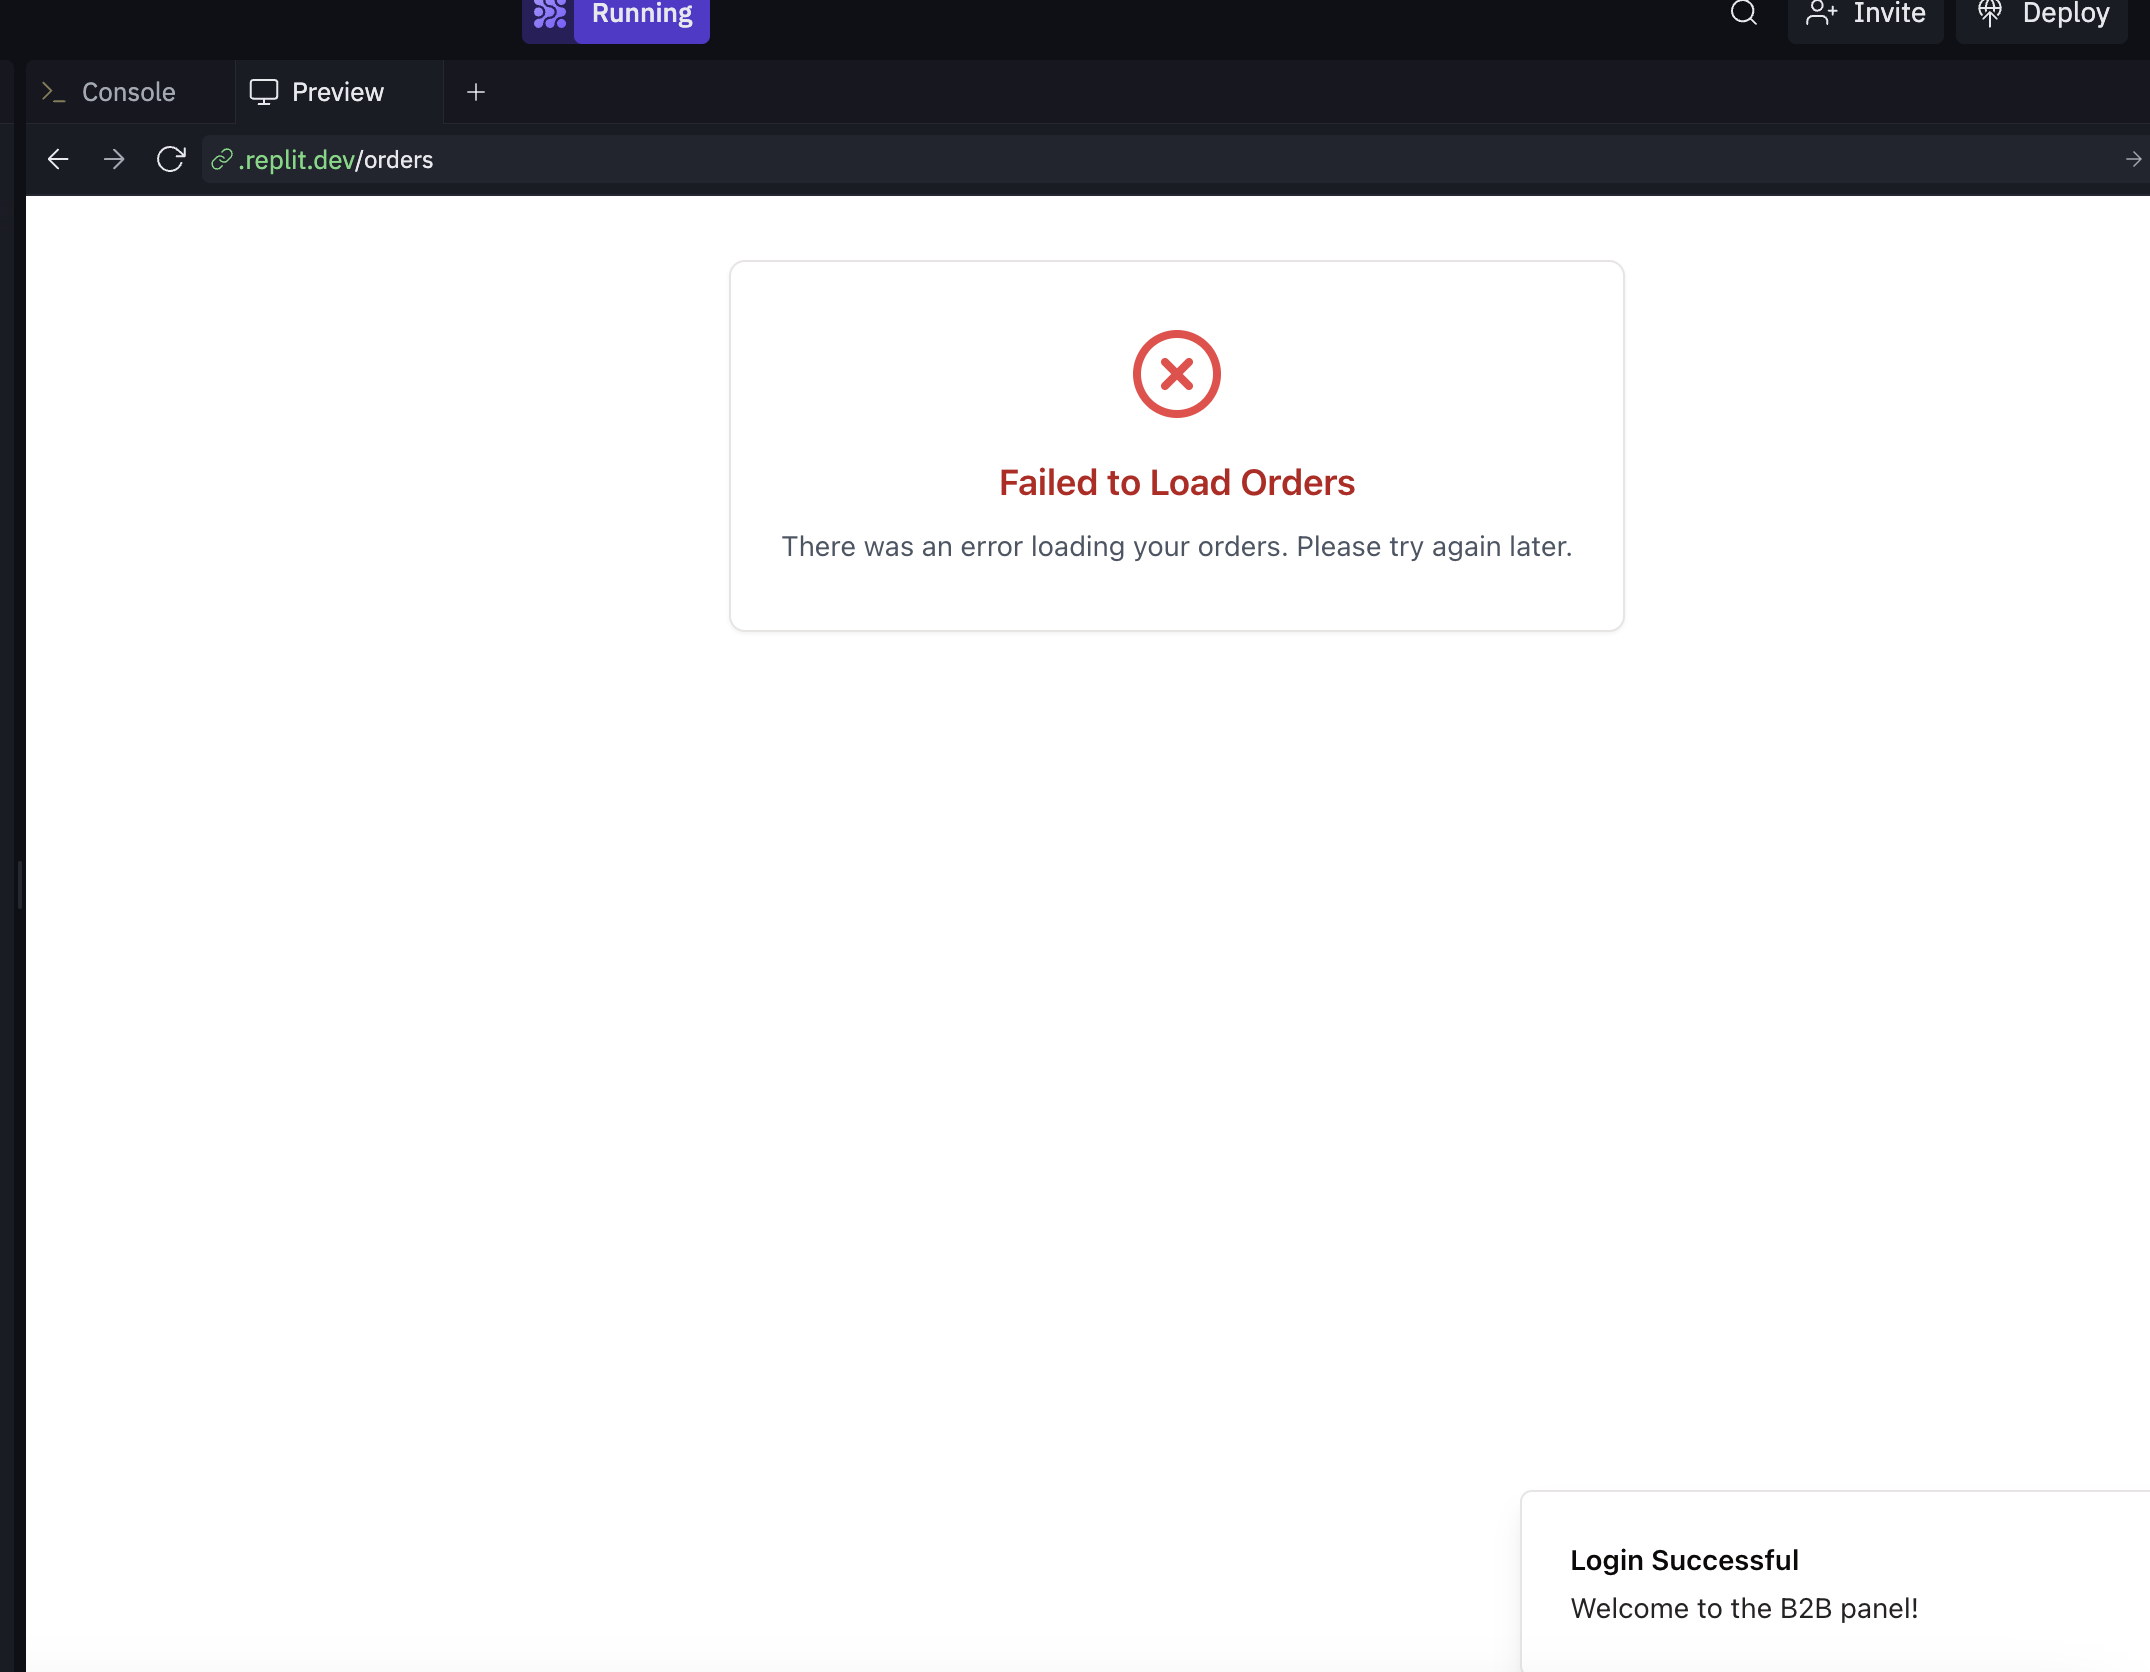 Running
Invite
Deploy
Console
Preview
.replit.dev/orders
Failed to Load Orders
There was an error loading your orders. Please try again later.
Login Successful
Welcome to the B2B panel!